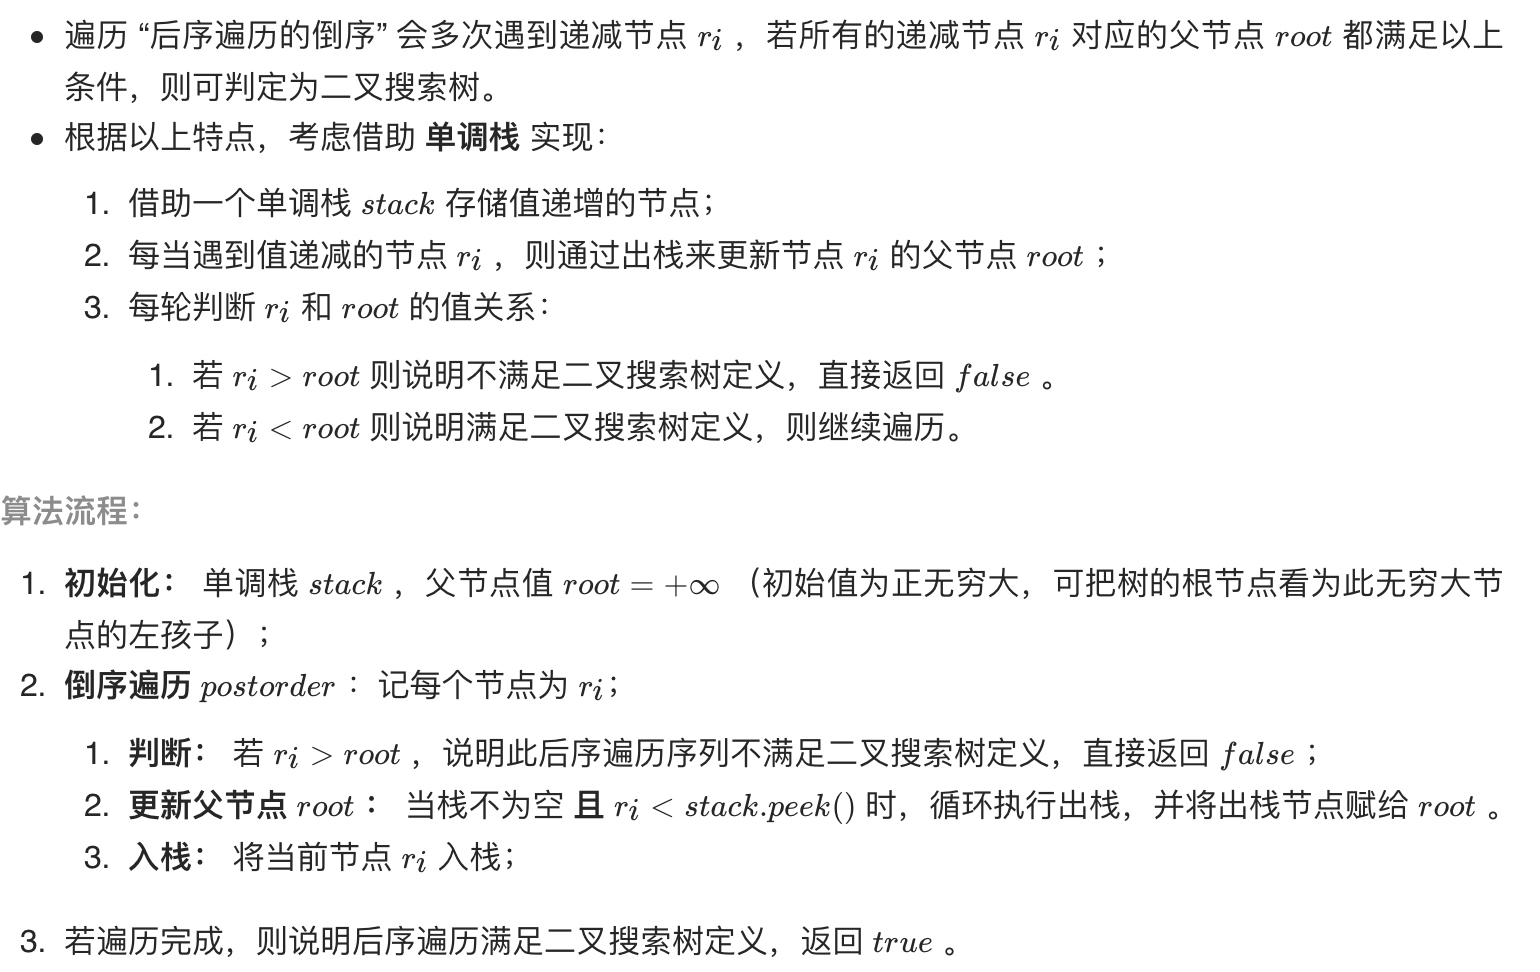 • 遍历 “后序遍历的倒序” 会多次遇到递减节点 ri ，若所有的递减节点 ri 对应的父节点 root 都满足以上
条件，则可判定为二叉搜索树。
• 根据以上特点，考虑借助 单调栈 实现：
1. 借助一个单调栈 stack 存储值递增的节点；
2. 每当遇到值递减的节点 ri ，则通过出栈来更新节点 ri 的父节点 root ；
3. 每轮判断 ri 和 root 的值关系：
1. 若 ri > root 则说明不满足二叉搜索树定义，直接返回 false 。
2. 若 ri < root 则说明满足二叉搜索树定义，则继续遍历。
算法流程：
1. 初始化： 单调栈 stack ，父节点值 root = +∞ （初始值为正无穷大，可把树的根节点看为此无穷大节
点的左孩子）；
2. 倒序遍历 postorder ：记每个节点为 ri；
1. 判断： 若 ri > root ，说明此后序遍历序列不满足二叉搜索树定义，直接返回 false ；
2. 更新父节点 root ： 当栈不为空 且 ri < stack.peek() 时，循环执行出栈，并将出栈节点赋给 root 。
3. 入栈： 将当前节点 ri 入栈；
3. 若遍历完成，则说明后序遍历满足二叉搜索树定义，返回 true 。